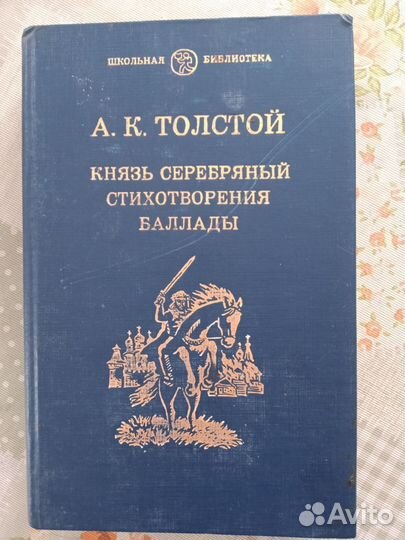 ШКОЛЬНАЯ БИБЛИОТЕКА
А. К. ТОЛСТОЙ
КНЯЗЬ СЕРЕБРЯНЫЙ
СТИХОТВОРЕНИЯ
БАЛЛАДЫ
Avito